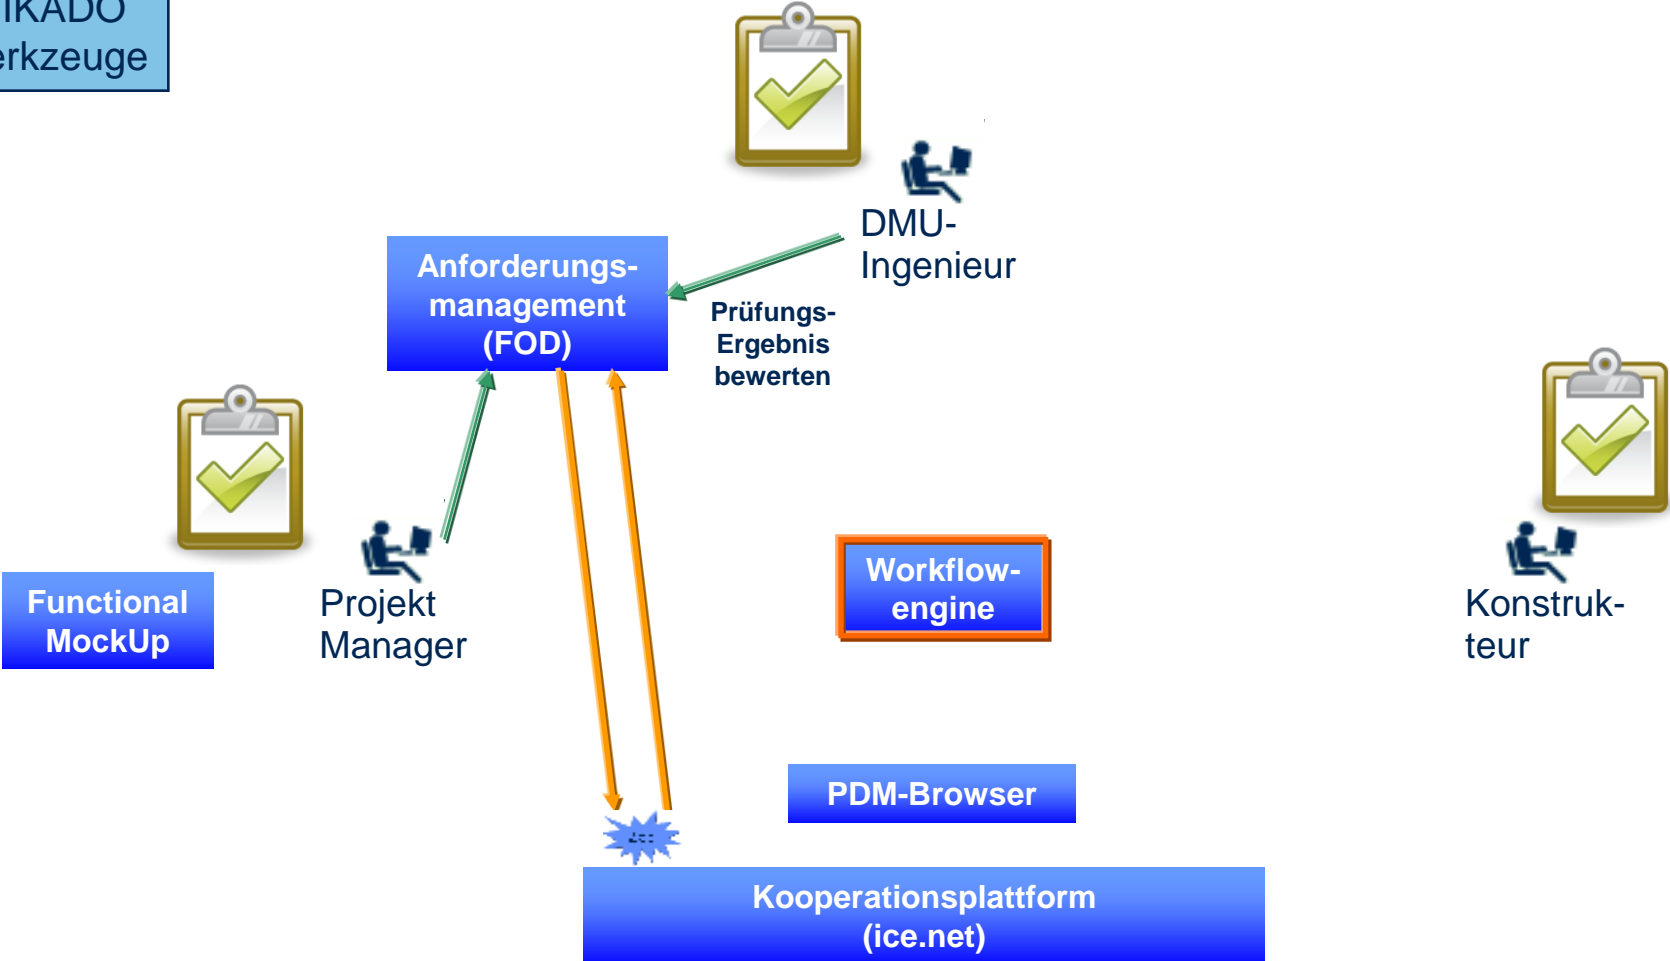 IKADO
erkzeuge
DMU-
Ingenieur
Anforderungs-
management
(FOD)
Prüfungs-
Ergebnis
bewerten
Workflow-
engine
Functional
MockUp
Projekt
Manager
Konstruk-
teur
PDM-Browser
Kooperationsplattform
(ice.net)